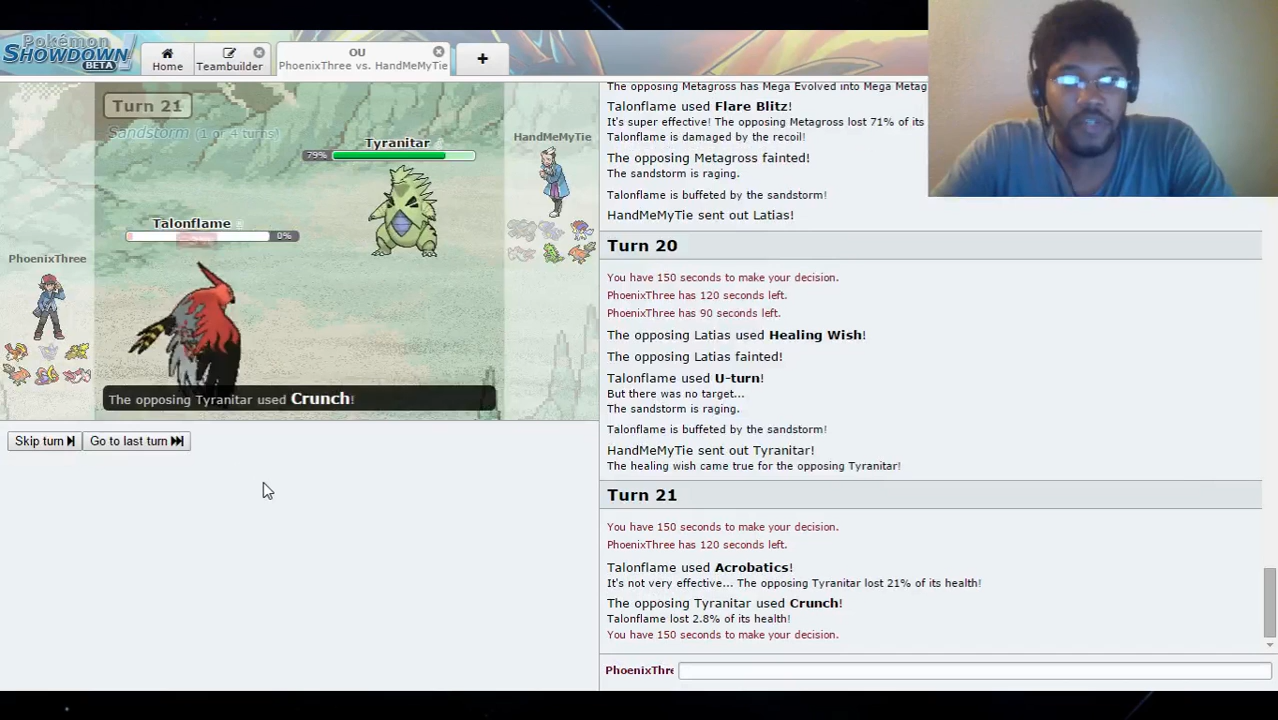 Pokémon
SHOWDOWN!
BETA
Home
Teambuilder
OU
PhoenixThree vs. HandMeMyTie
+
Turn 21
Sandstorm (1 or 4 turns)
Tyranitar
79%
HandMeMyTie
Talonflame
0%
PhoenixThree
The opposing Tyranitar used Crunch!
Skip turn
Go to last turn
The opposing Metagross has Mega Evolved into Mega Metag
Talonflame used Flare Blitz!
It's super effective! The opposing Metagross lost 71% of its
Talonflame is damaged by the recoil!
The opposing Metagross fainted!
The sandstorm is raging.
Talonflame is buffeted by the sandstorm!
HandMeMyTie sent out Latias!
Turn 20
You have 150 seconds to make your decision.
PhoenixThree has 120 seconds left.
PhoenixThree has 90 seconds left.
The opposing Latias used Healing Wish!
The opposing Latias fainted!
Talonflame used U-turn!
But there was no target...
The sandstorm is raging.
Talonflame is buffeted by the sandstorm!
HandMeMyTie sent out Tyranitar!
The healing wish came true for the opposing Tyranitar!
Turn 21
You have 150 seconds to make your decision.
PhoenixThree has 120 seconds left.
Talonflame used Acrobatics!
It's not very effective... The opposing Tyranitar lost 21% of its health!
The opposing Tyranitar used Crunch!
Talonflame lost 2.8% of its health!
You have 150 seconds to make your decision.
PhoenixThre